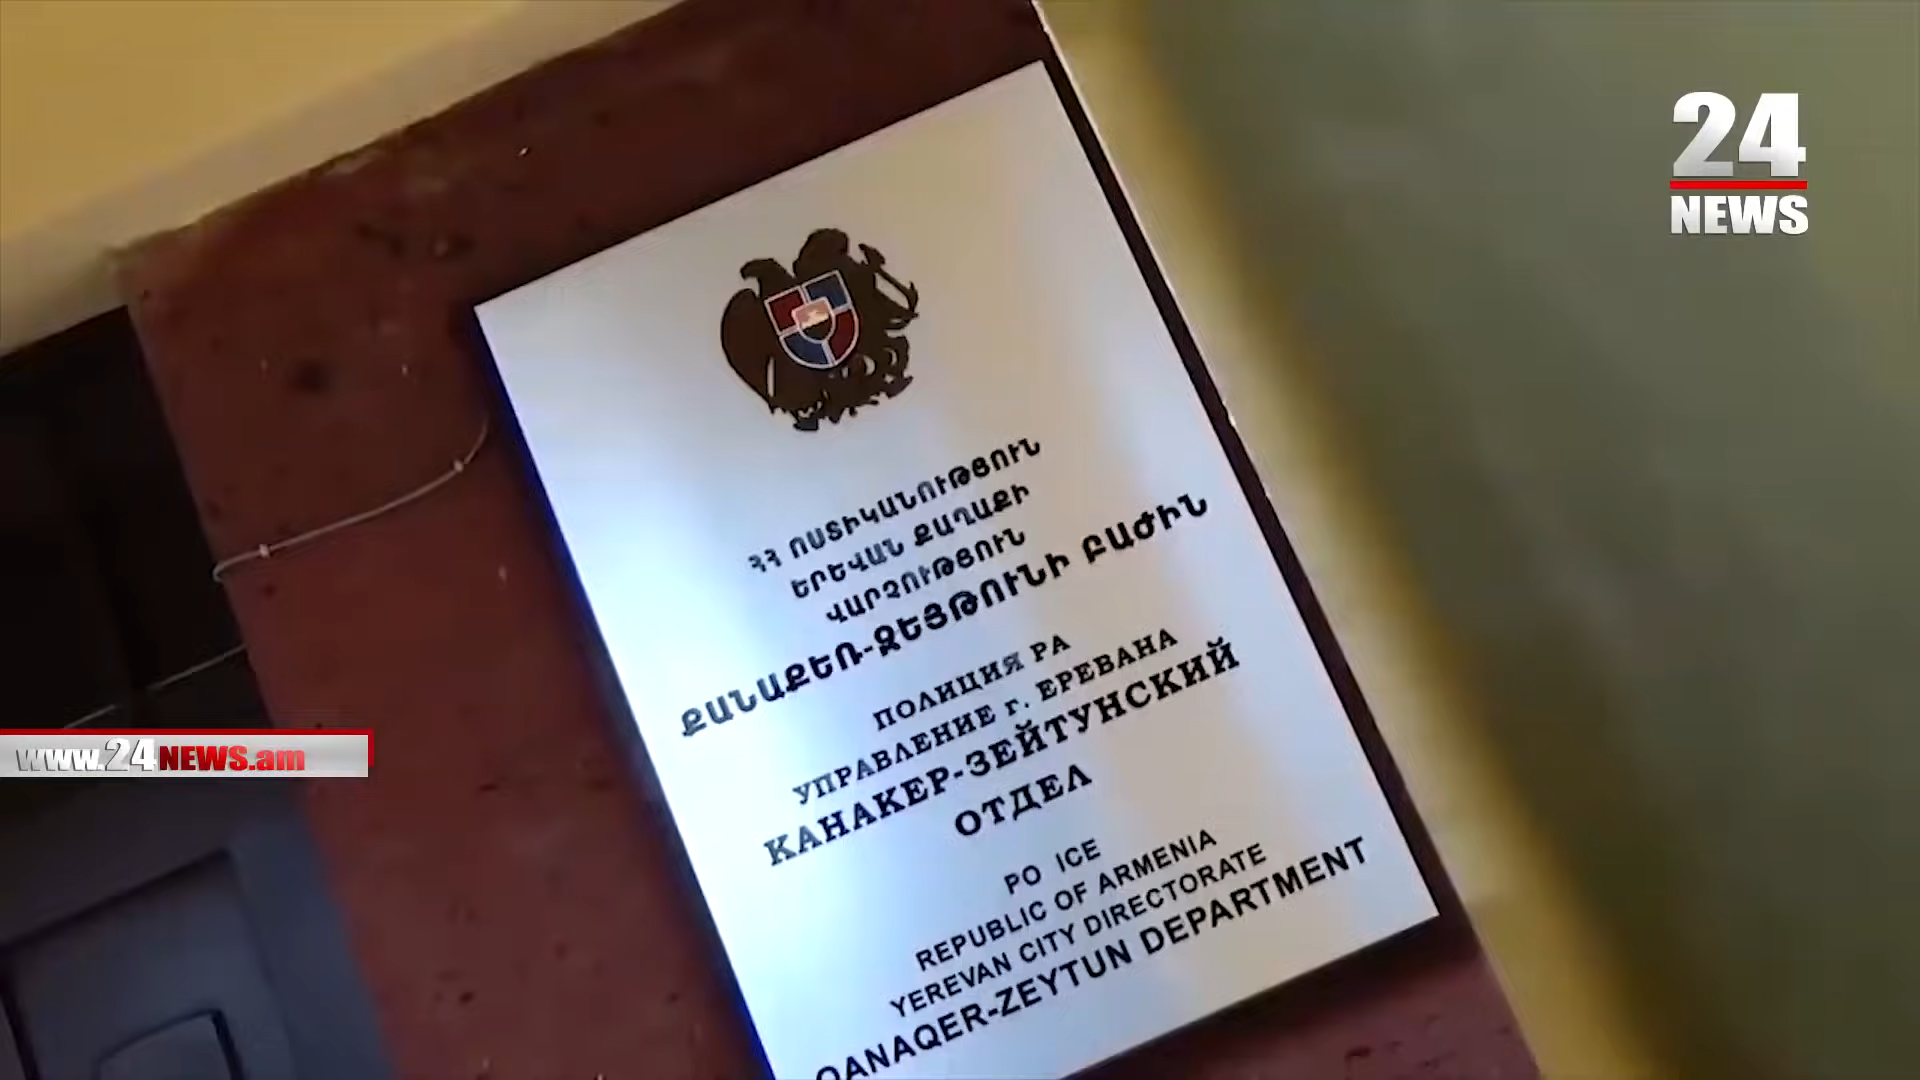 24
NEWS
ՀՀ ՈՍՏԻԿԱՆՈՒԹՅՈՒՆ
ԵՐԵՎԱՆ ՔԱՂԱՔԻ
ՎԱՐՉՈՒԹՅՈՒՆ
ՔԱՆԱՔԵՌ-ԶԵՅԹՈՒՆԻ ԲԱԺԻՆ
ПОЛИЦИЯ РА
УПРАВЛЕНИЕ г. ЕРЕВАНА
КАНАКЕР-ЗЕЙТУНСКИЙ
ОТДЕЛ
PO ICE
REPUBLIC OF ARMENIA
YEREVAN CITY DIRECTORATE
QANAQER-ZEYTUN DEPARTMENT
www.24NEWS.am